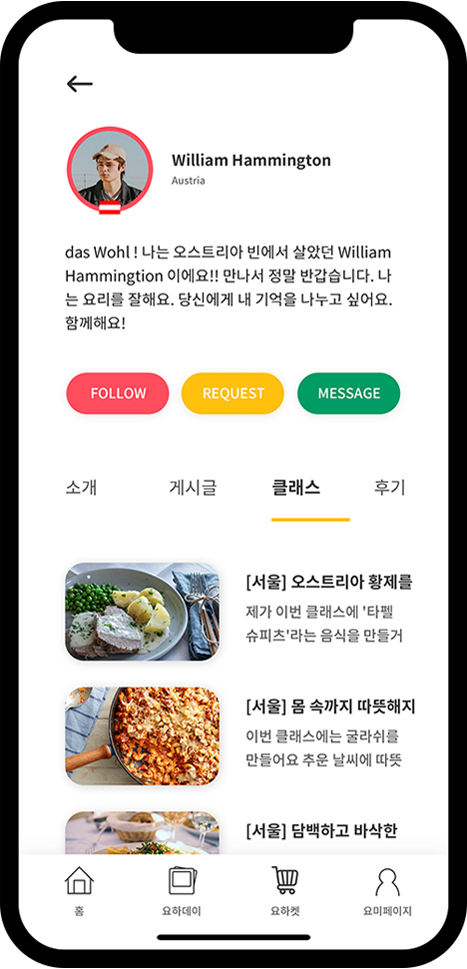 William Hammington
Austria
das Wohl ! 나는 오스트리아 빈에서 살았던 William
Hammingtion 이에요!! 만나서 정말 반갑습니다. 나
는 요리를 잘해요. 당신에게 내 기억을 나누고 싶어요.
함께해요!
FOLLOW
REQUEST
MESSAGE
소개
게시글
클래스
후기
[서울] 오스트리아 황제를
제가 이번 클래스에 '타펠
슈피츠'라는 음식을 만들거
[서울] 몸 속까지 따뜻해지
이번 클래스에는 굴라쉬를
만들어요 추운 날씨에 따뜻
[서울] 담백하고 바삭한
홈
요하데이
요하켓
요미페이지